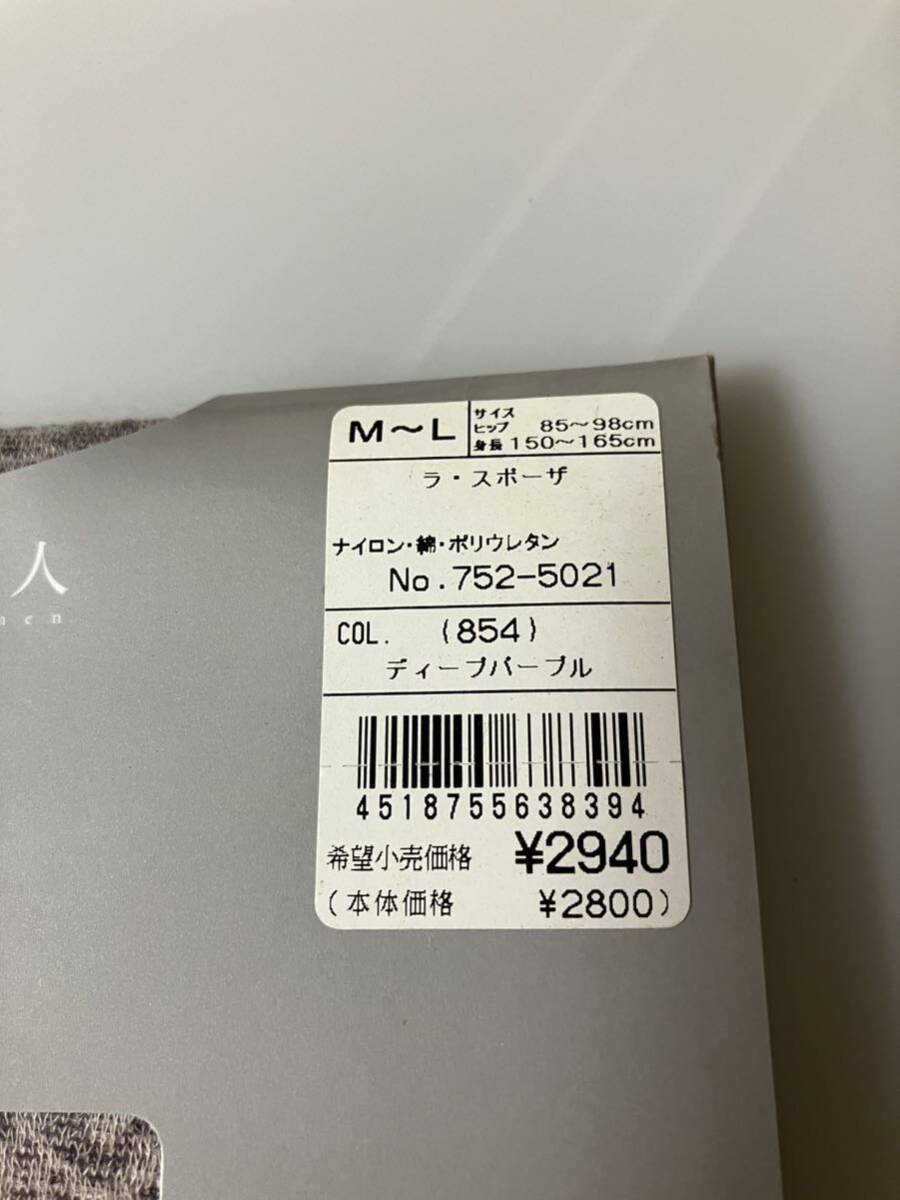 M〜L
サイズ
ヒップ 85〜98cm
身長 150〜165cm
ラ・スポーザ
ナイロン・綿・ポリウレタン
No.752-5021
COL. (854)
ディープパープル
4518755638394
希望小売価格 ¥2940
(本体価格 ¥2800)
人